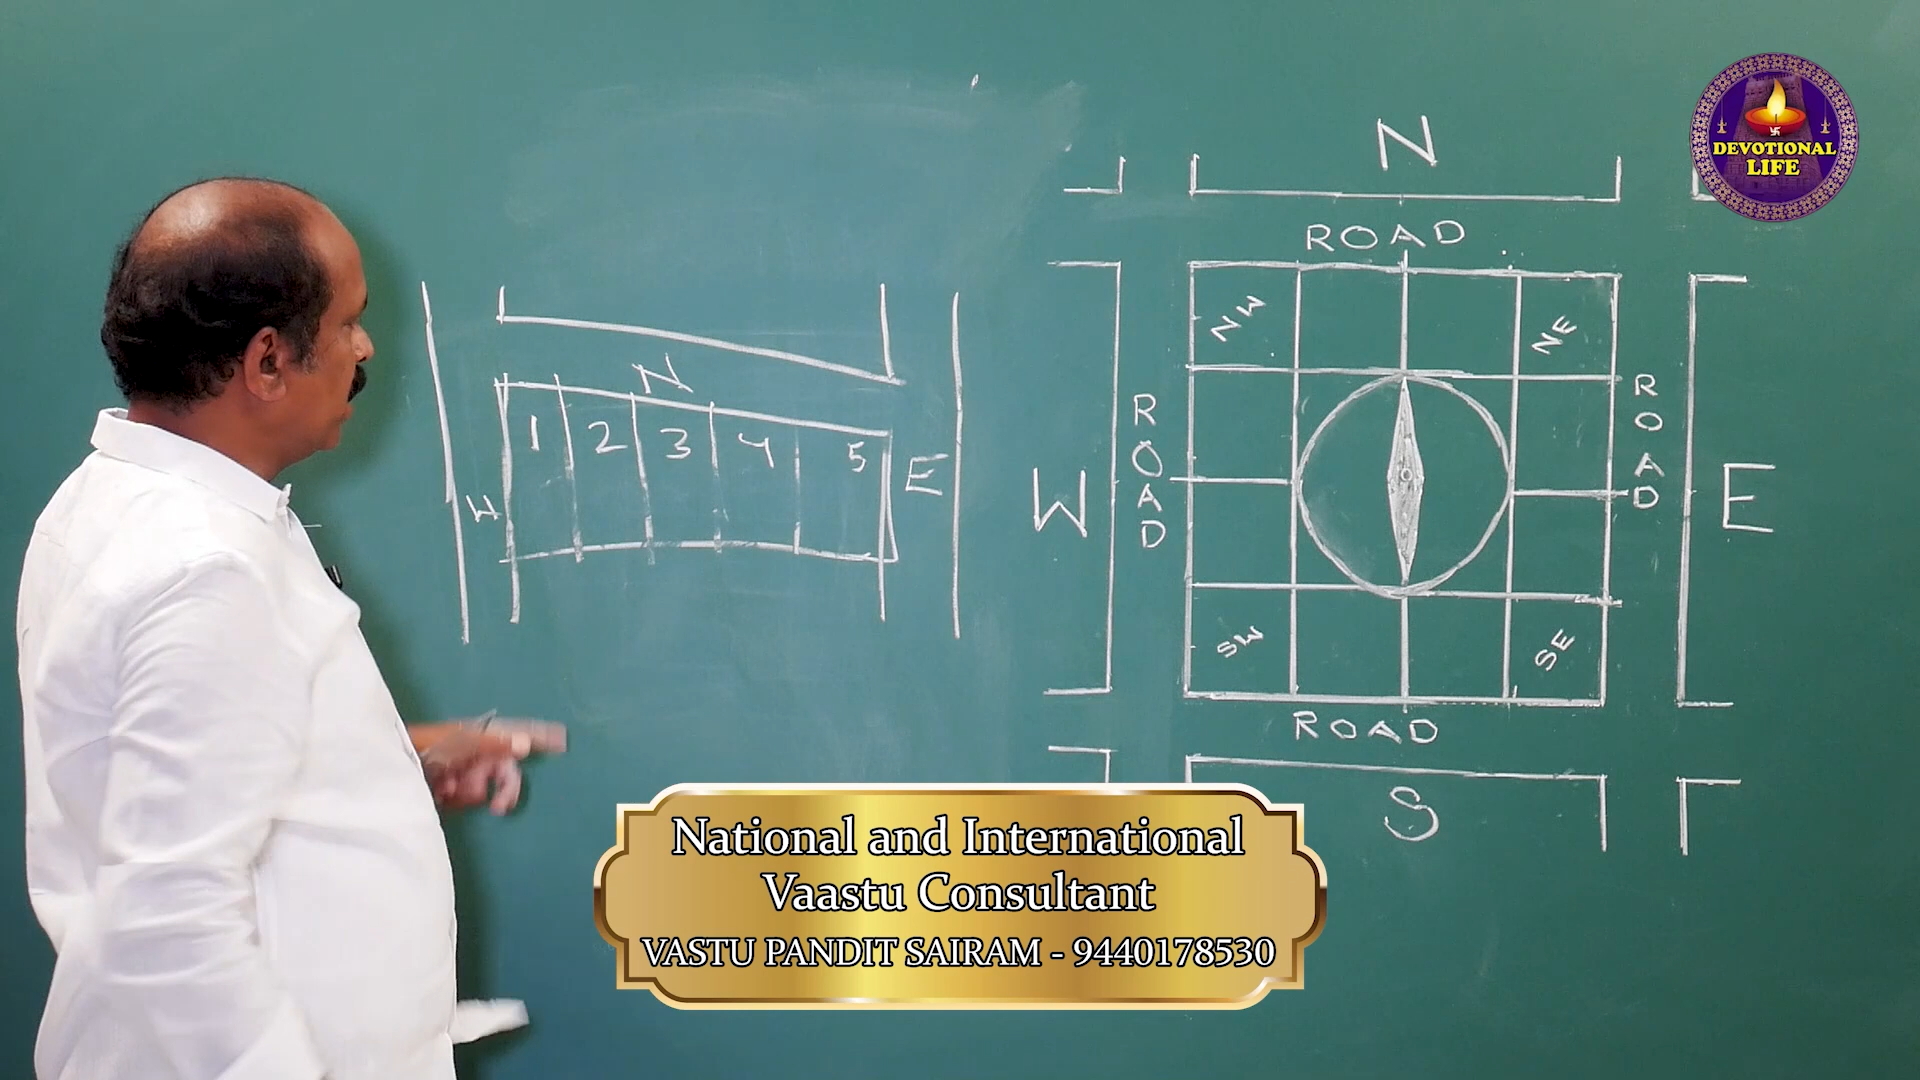 DEVOTIONAL
LIFE
N
1 2 3 4 5
W
E
N
ROAD
NW
NE
ROAD
ROAD
W
E
SW
SE
ROAD
S
National and International
Vaastu Consultant
VASTU PANDIT SAIRAM - 9440178530